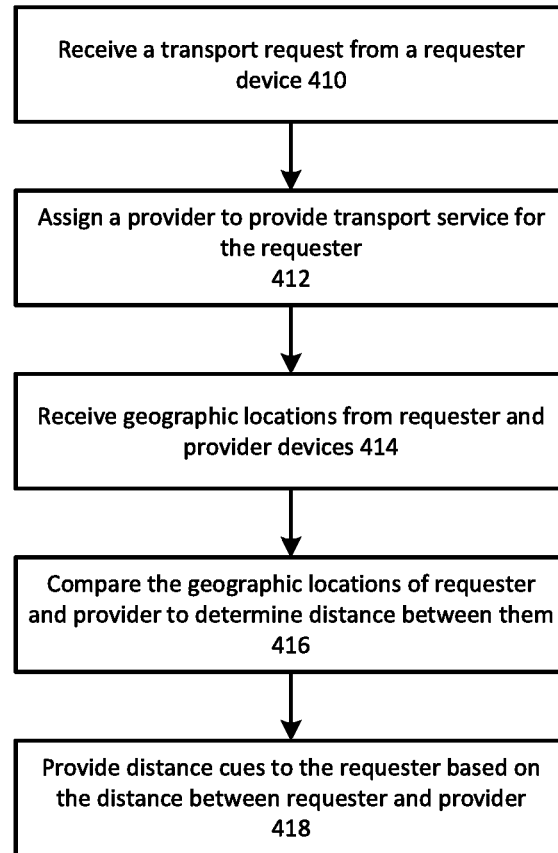 Receive a transport request from a requester
device 410
Assign a provider to provide transport service for
the requester
412
Receive geographic locations from requester and
provider devices 414
Compare the geographic locations of requester
and provider to determine distance between them
416
Provide distance cues to the requester based on
the distance between requester and provider
418